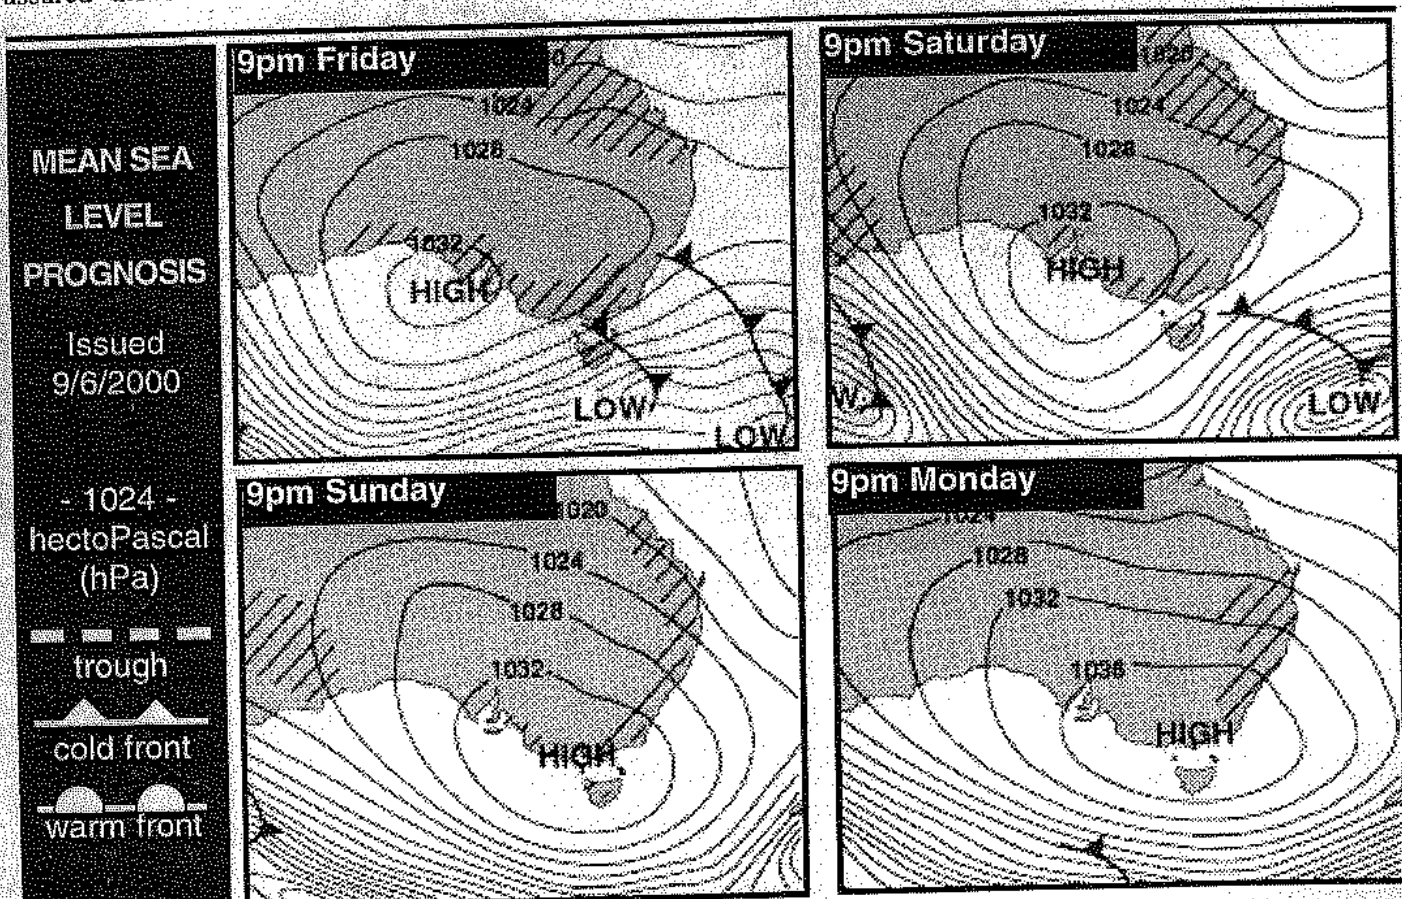 MEAN SEA
LEVEL
PROGNOSIS
Issued
9/6/2000
- 1024 -
hectoPascal
(hPa)
trough
cold front
warm front
9pm Friday
1024
1028
1032
HIGH
LOW
LOW
9pm Saturday
1020
1024
1028
1032
HIGH
W
LOW
9pm Sunday
1020
1024
1028
1032
HIGH
9pm Monday
1024
1028
1032
1036
HIGH